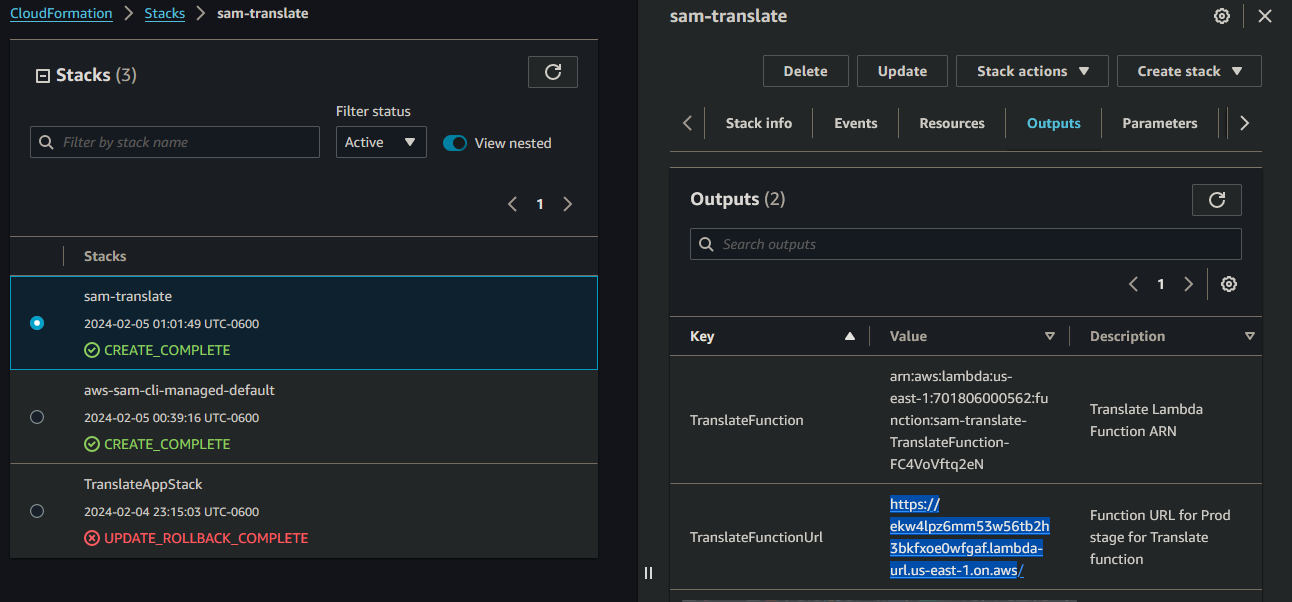 CloudFormation > Stacks > sam-translate
Stacks (3)
Filter status
Filter by stack name
Active
View nested
1
Stacks
sam-translate
2024-02-05 01:01:49 UTC-0600
CREATE_COMPLETE
aws-sam-cli-managed-default
2024-02-05 00:39:16 UTC-0600
CREATE_COMPLETE
TranslateAppStack
2024-02-04 23:15:03 UTC-0600
UPDATE_ROLLBACK_COMPLETE
sam-translate
Delete
Update
Stack actions
Create stack
Stack info
Events
Resources
Outputs
Parameters
Outputs (2)
Search outputs
1
Key
Value
Description
TranslateFunction
arn:aws:lambda:us-
east-1:701806000562:fu
nction:sam-translate-
TranslateFunction-
FC4VoVftq2eN
Translate Lambda
Function ARN
TranslateFunctionUrl
https://
ekw4lpz6mm53w56tb2h
3bkfxoe0wfgaf.lambda-
url.us-east-1.on.aws/
Function URL for Prod
stage for Translate
function